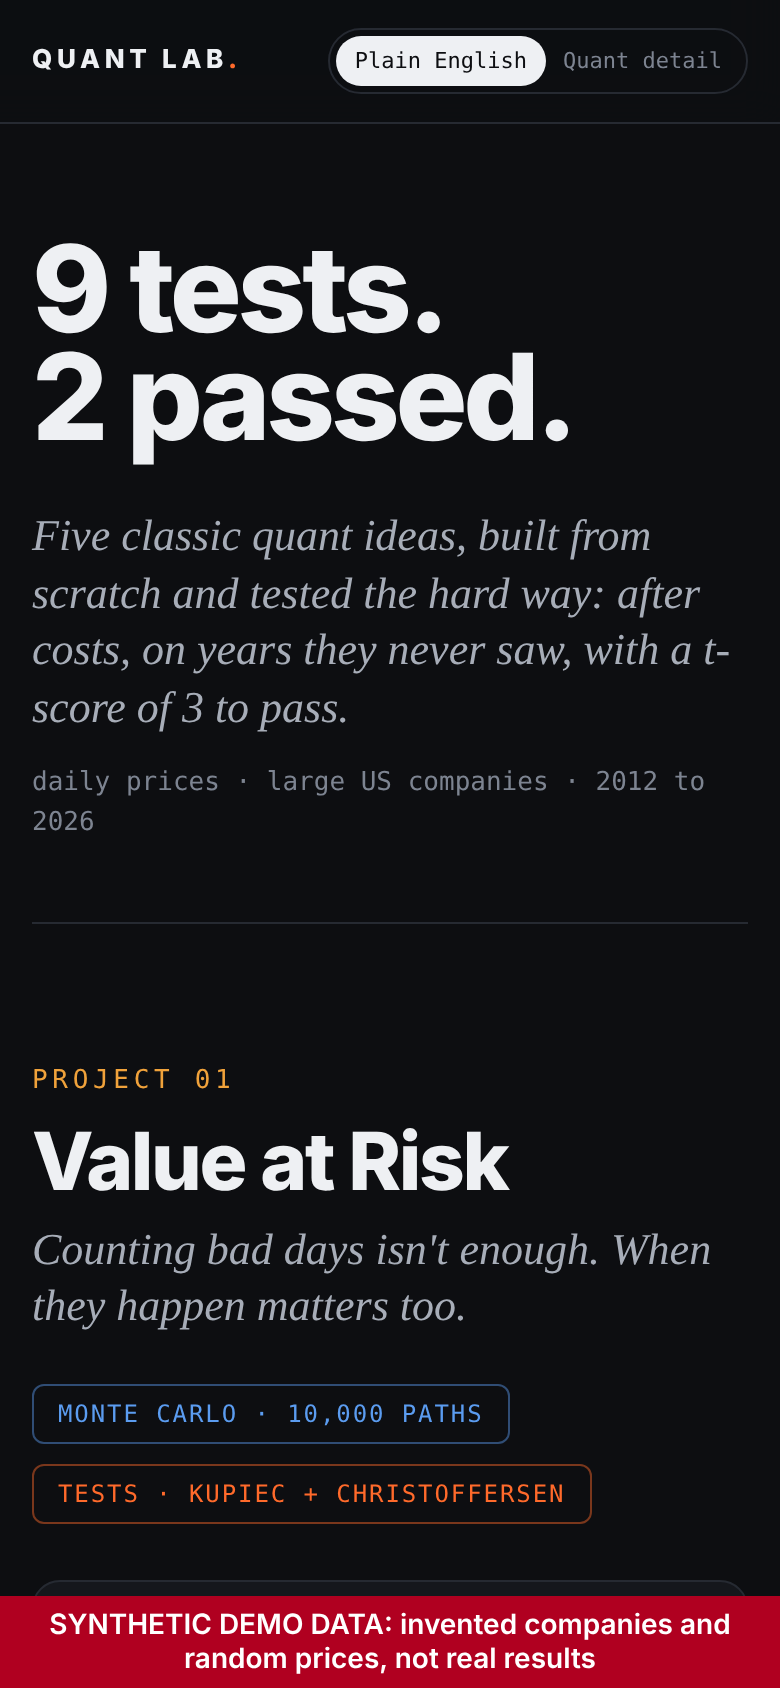 QUANT LAB.
Plain English
Quant detail
9 tests.
2 passed.
Five classic quant ideas, built from
scratch and tested the hard way: after
costs, on years they never saw, with a t-
score of 3 to pass.
daily prices · large US companies · 2012 to
2026
PROJECT 01
Value at Risk
Counting bad days isn't enough. When
they happen matters too.
MONTE CARLO · 10,000 PATHS
TESTS · KUPIEC + CHRISTOFFERSEN
SYNTHETIC DEMO DATA: invented companies and
random prices, not real results